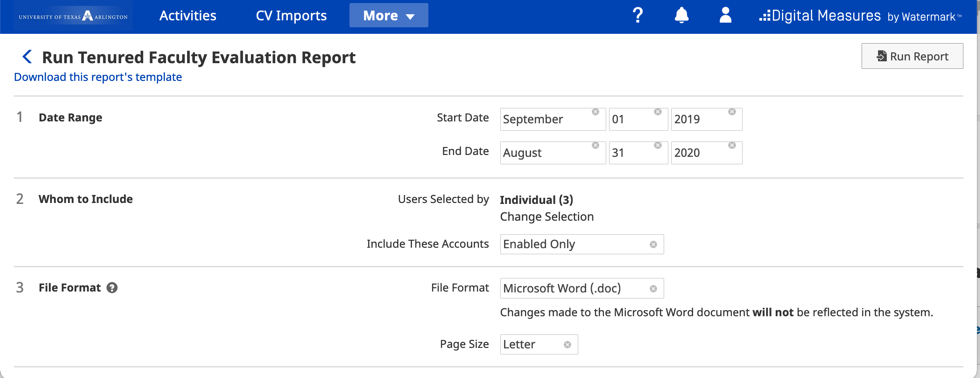 UNIVERSITY OF TEXAS A ARLINGTON Activities CV Imports More ? Digital Measures by Watermark™
Run Tenured Faculty Evaluation Report Run Report
Download this report's template
1 Date Range Start Date September 01 2019
End Date August 31 2020
2 Whom to Include Users Selected by Individual (3)
Change Selection
Include These Accounts Enabled Only
3 File Format ? File Format Microsoft Word (.doc)
Changes made to the Microsoft Word document will not be reflected in the system.
Page Size Letter